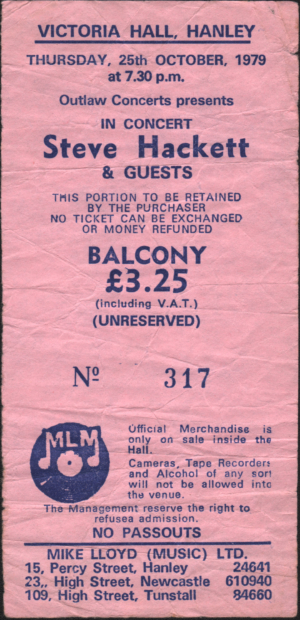 VICTORIA HALL, HANLEY
THURSDAY, 25th OCTOBER, 1979
at 7.30 p.m.
Outlaw Concerts presents
IN CONCERT
Steve Hackett
& GUESTS
THIS PORTION TO BE RETAINED
BY THE PURCHASER
NO TICKET CAN BE EXCHANGED
OR MONEY REFUNDED
BALCONY
£3.25
(including V.A.T.)
(UNRESERVED)
Nº 317
MLM
Official Merchandise is
only on sale inside the
Hall.
Cameras, Tape Recorders
and Alcohol of any sort
will not be allowed into
the venue.
The Management reserve the right to
refusea admission.
NO PASSOUTS
MIKE LLOYD (MUSIC) LTD.
15, Percy Street, Hanley 24641
23,, High Street, Newcastle 610940
109, High Street, Tunstall 84660